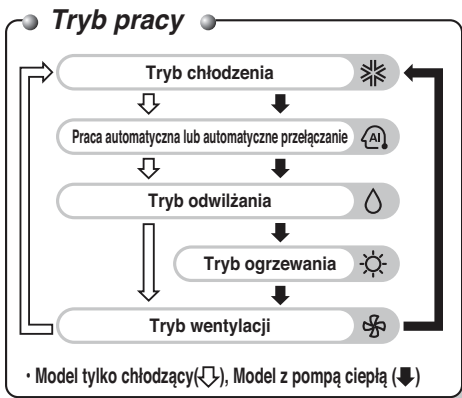 Tryb pracy
Tryb chłodzenia
Praca automatyczna lub automatyczne przełączanie
AI
Tryb odwilżania
Tryb ogrzewania
Tryb wentylacji
• Model tylko chłodzący(⇩), Model z pompą ciepłą (🡇)